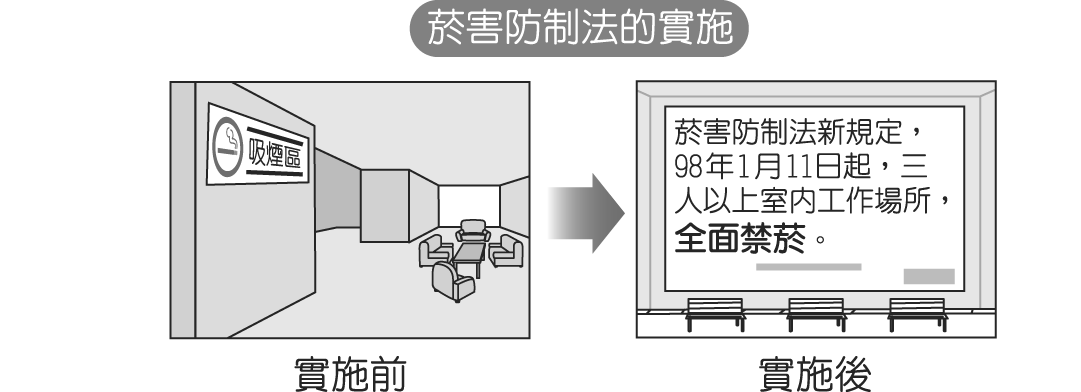 菸害防制法的實施
吸煙區
菸害防制法新規定，
98年1月11日起，三
人以上室內工作場所，
全面禁菸。
實施前
實施後